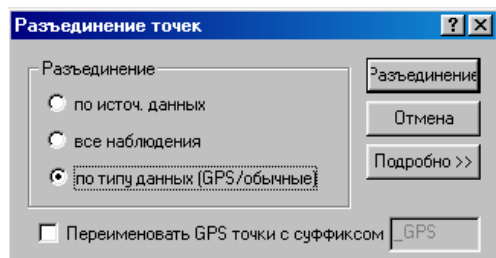 Разъединение точек
Разъединение
по источ. данных
все наблюдения
по типу данных (GPS/обычные)
Разъединение
Отмена
Подробно >>
Переименовать GPS точки с суффиксом _GPS